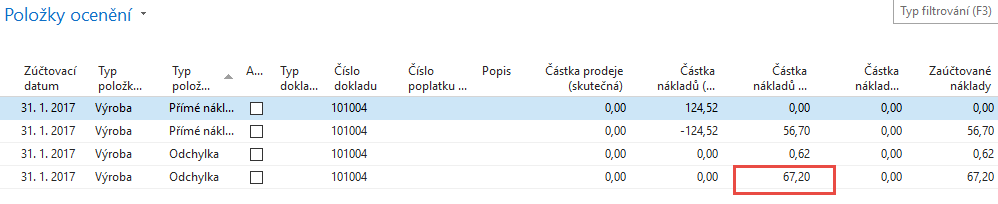 Položky ocenění
Typ filtrování (F3)
Zúčtovací datum Typ položk... Typ polož... A... Typ dokla... Číslo dokladu Číslo poplatku ... Popis Částka prodeje (skutečná) Částka nákladů (... Částka nákladů ... Částka náklad... Zaúčtované náklady
31. 1. 2017 Výroba Přímé nákl... 101004 0,00 124,52 0,00 0,00 0,00
31. 1. 2017 Výroba Přímé nákl... 101004 0,00 -124,52 56,70 0,00 56,70
31. 1. 2017 Výroba Odchylka 101004 0,00 0,00 0,62 0,00 0,62
31. 1. 2017 Výroba Odchylka 101004 0,00 0,00 67,20 0,00 67,20